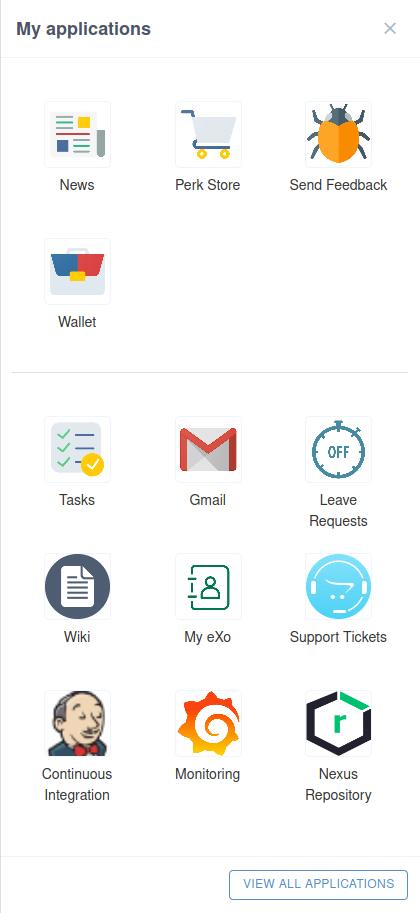 My applications
News
Perk Store
Send Feedback
Wallet
Tasks
Gmail
OFF
Leave
Requests
Wiki
My eXo
Support Tickets
r
Continuous
Integration
Monitoring
Nexus
Repository
VIEW ALL APPLICATIONS